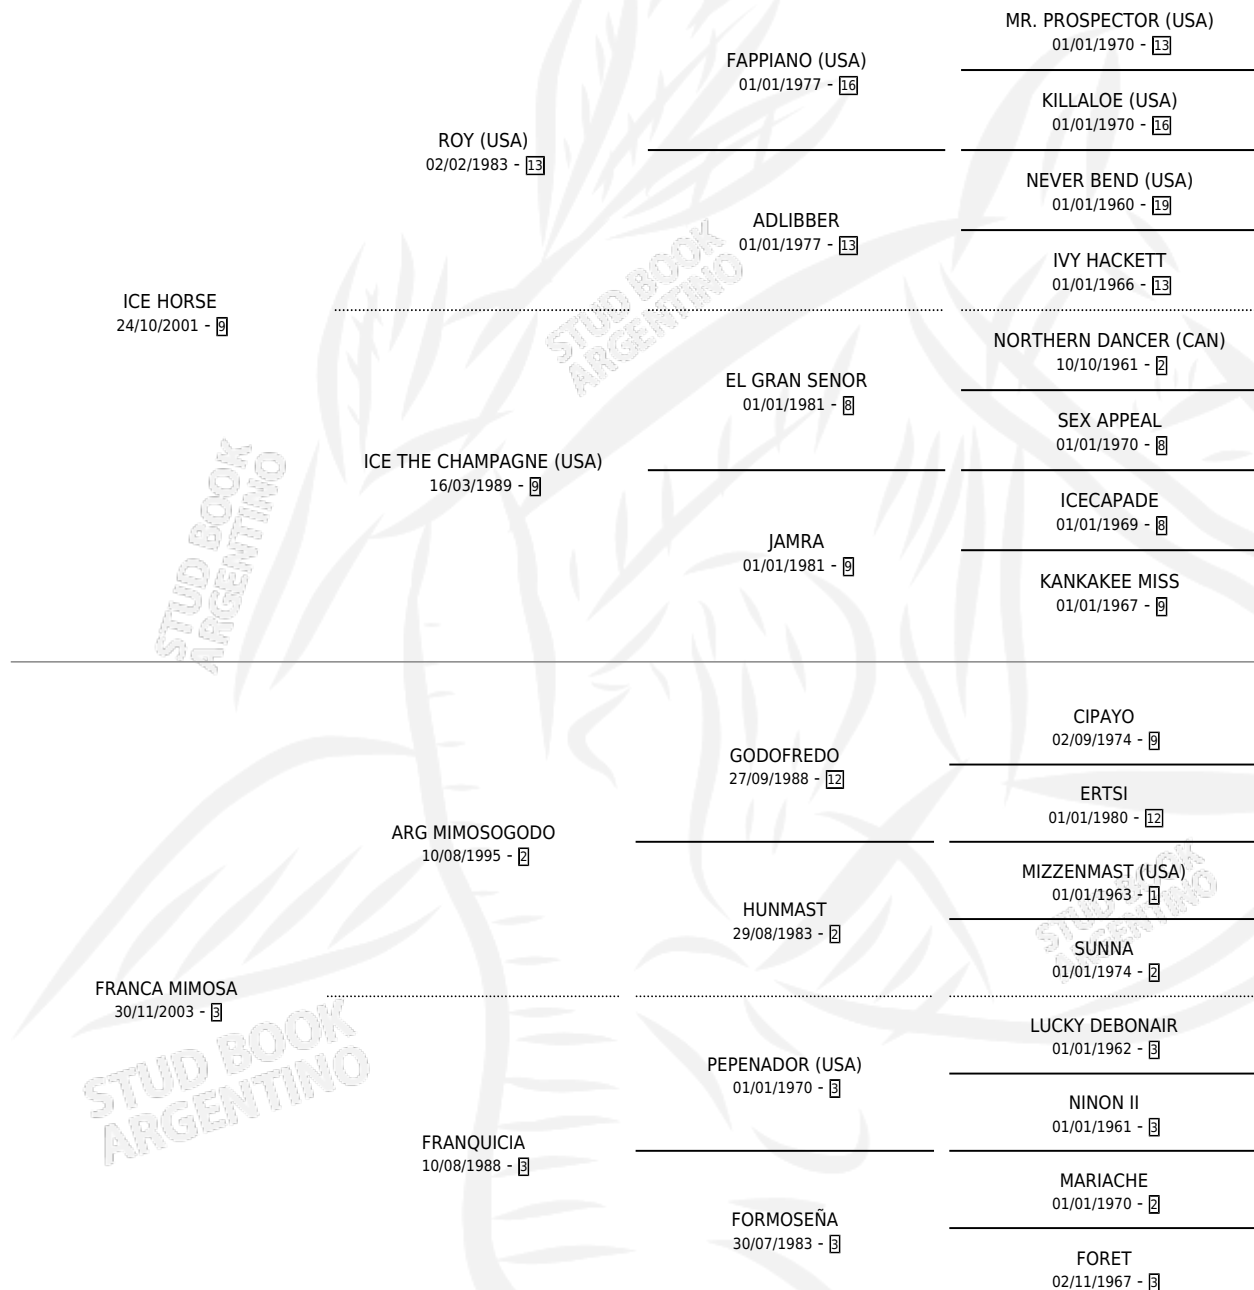 MR. PROSPECTOR (USA)
01/01/1970 - 13
FAPPIANO (USA)
01/01/1977 - 16
KILLALOE (USA)
01/01/1970 - 16
ROY (USA)
02/02/1983 - 13
NEVER BEND (USA)
01/01/1960 - 19
ADLIBBER
01/01/1977 - 13
IVY HACKETT
01/01/1966 - 13
ICE HORSE
24/10/2001 - 9
NORTHERN DANCER (CAN)
10/10/1961 - 2
EL GRAN SENOR
01/01/1981 - 8
SEX APPEAL
01/01/1970 - 8
ICE THE CHAMPAGNE (USA)
16/03/1989 - 9
ICECAPADE
01/01/1969 - 8
JAMRA
01/01/1981 - 9
KANKAKEE MISS
01/01/1967 - 9
CIPAYO
02/09/1974 - 9
GODOFREDO
27/09/1988 - 12
ERTSI
01/01/1980 - 12
ARG MIMOSOGODO
10/08/1995 - 2
MIZZENMAST (USA)
01/01/1963 - 1
HUNMAST
29/08/1983 - 2
SUNNA
01/01/1974 - 2
FRANCA MIMOSA
30/11/2003 - 3
LUCKY DEBONAIR
01/01/1962 - 3
PEPENADOR (USA)
01/01/1970 - 3
NINON II
01/01/1961 - 3
FRANQUICIA
10/08/1988 - 3
MARIACHE
01/01/1970 - 2
FORMOSEÑA
30/07/1983 - 3
FORET
02/11/1967 - 3
STUD BOOK
ARGENTINO
STUD BOOK
ARGENTINO
STUD BOOK
ARGENTINO
STUD BOOK
ARGENTINO